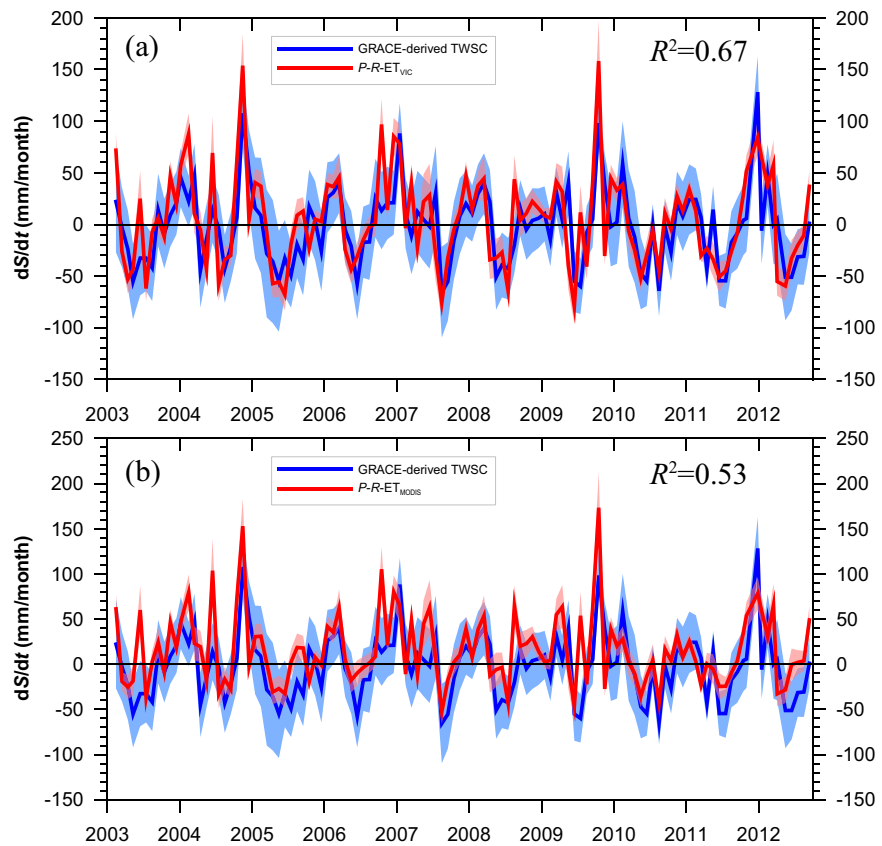 (a)
GRACE-derived TWSC
P-R-ET_VIC
R²=0.67
dS/dt (mm/month)
200 200
150 150
100 100
50 50
0 0
-50 -50
-100 -100
-150 -150
2003 2004 2005 2006 2007 2008 2009 2010 2011 2012
(b)
GRACE-derived TWSC
P-R-ET_MODIS
R²=0.53
dS/dt (mm/month)
250 250
200 200
150 150
100 100
50 50
0 0
-50 -50
-100 -100
-150 -150
2003 2004 2005 2006 2007 2008 2009 2010 2011 2012